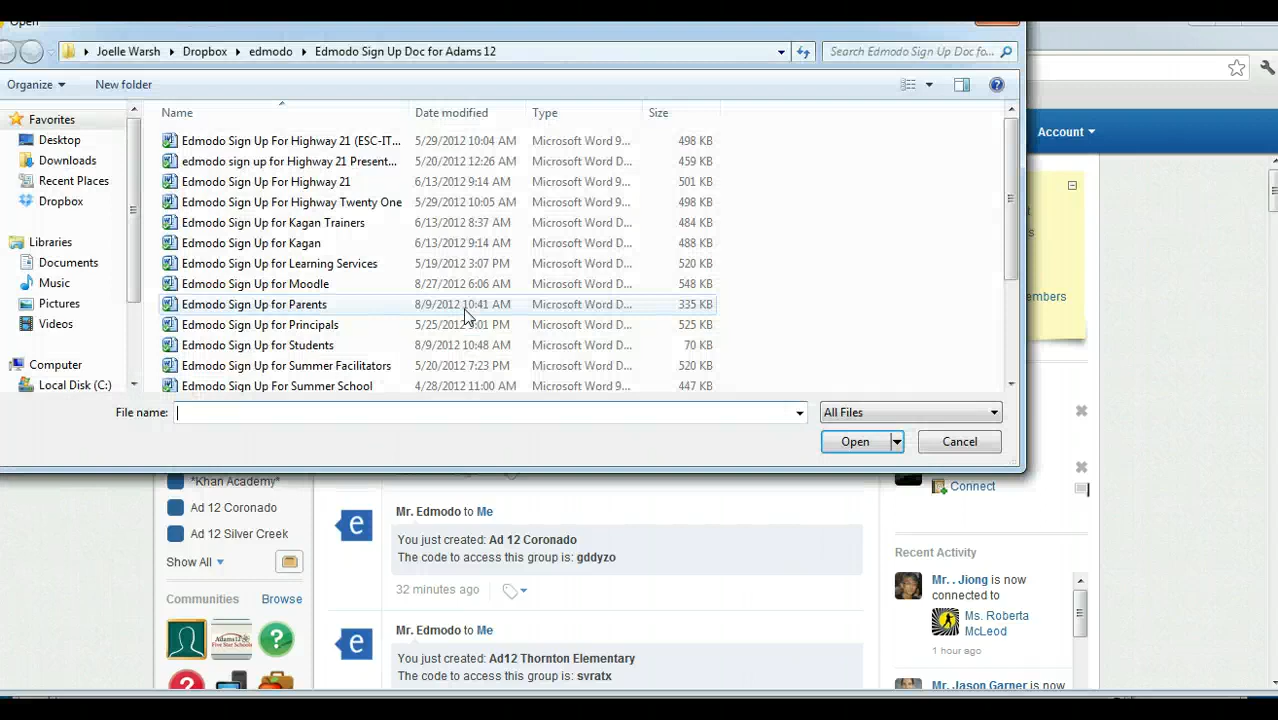 Open
Joelle Warsh Dropbox edmodo Edmodo Sign Up Doc for Adams 12
Search Edmodo Sign Up Doc fo...
Organize New folder
Favorites
Desktop
Downloads
Recent Places
Dropbox
Libraries
Documents
Music
Pictures
Videos
Computer
Local Disk (C:)
Name Date modified Type Size
Edmodo Sign Up For Highway 21 (ESC-IT... 5/29/2012 10:04 AM Microsoft Word 9... 498 KB
edmodo sign up for Highway 21 Present... 5/20/2012 12:26 AM Microsoft Word D... 459 KB
Edmodo Sign Up For Highway 21 6/13/2012 9:14 AM Microsoft Word 9... 501 KB
Edmodo Sign Up For Highway Twenty One 5/29/2012 10:05 AM Microsoft Word 9... 498 KB
Edmodo Sign Up for Kagan Trainers 6/13/2012 8:37 AM Microsoft Word D... 484 KB
Edmodo Sign Up for Kagan 6/13/2012 9:14 AM Microsoft Word D... 488 KB
Edmodo Sign Up for Learning Services 5/19/2012 3:07 PM Microsoft Word D... 520 KB
Edmodo Sign Up for Moodle 8/27/2012 6:06 AM Microsoft Word D... 548 KB
Edmodo Sign Up for Parents 8/9/2012 10:41 AM Microsoft Word D... 335 KB
Edmodo Sign Up for Principals 5/25/2012 :01 PM Microsoft Word D... 525 KB
Edmodo Sign Up for Students 8/9/2012 10:48 AM Microsoft Word D... 70 KB
Edmodo Sign Up for Summer Facilitators 5/20/2012 7:23 PM Microsoft Word D... 460 KB
Edmodo Sign Up For Summer School 4/28/2012 11:00 AM Microsoft Word 9... 447 KB
File name:
All Files
Open Cancel
Account
embers
*Khan Academy*
Ad 12 Coronado
Ad 12 Silver Creek
Show All
Communities Browse
Adams12
Five Star Schools
Mr. Edmodo to Me
You just created: Ad 12 Coronado
The code to access this group is: gddyzo
32 minutes ago
Mr. Edmodo to Me
You just created: Ad12 Thornton Elementary
The code to access this group is: svratx
Connect
Recent Activity
Mr. . Jiong is now
connected to
Ms. Roberta
McLeod
1 hour ago
Mr. Jason Garner is now